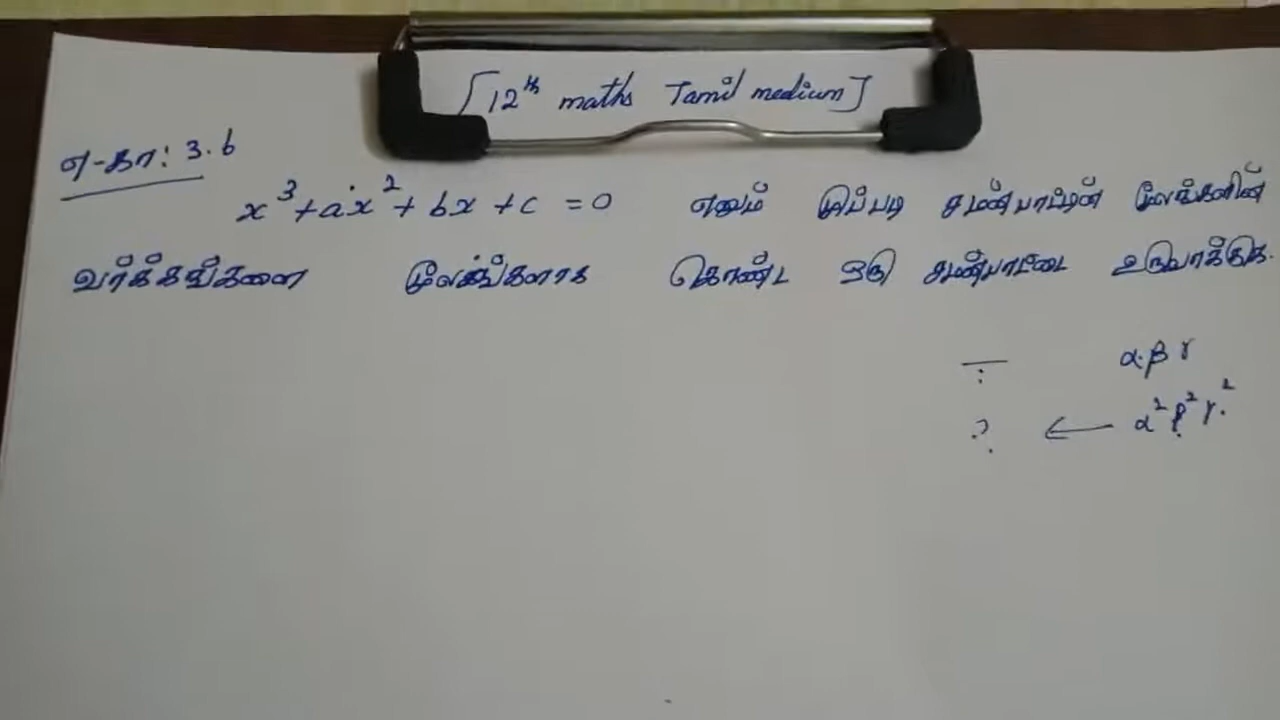 [12th maths Tamil medium]
எ-கா: 3.6
x³+ax²+bx+c=0 எனும் முப்படி சமன்பாட்டின் மூலங்களின்
வர்க்கங்களை மூலங்களாக கொண்ட ஒரு சமன்பாட்டை உருவாக்குக.
α β γ
? ← α² β² γ²